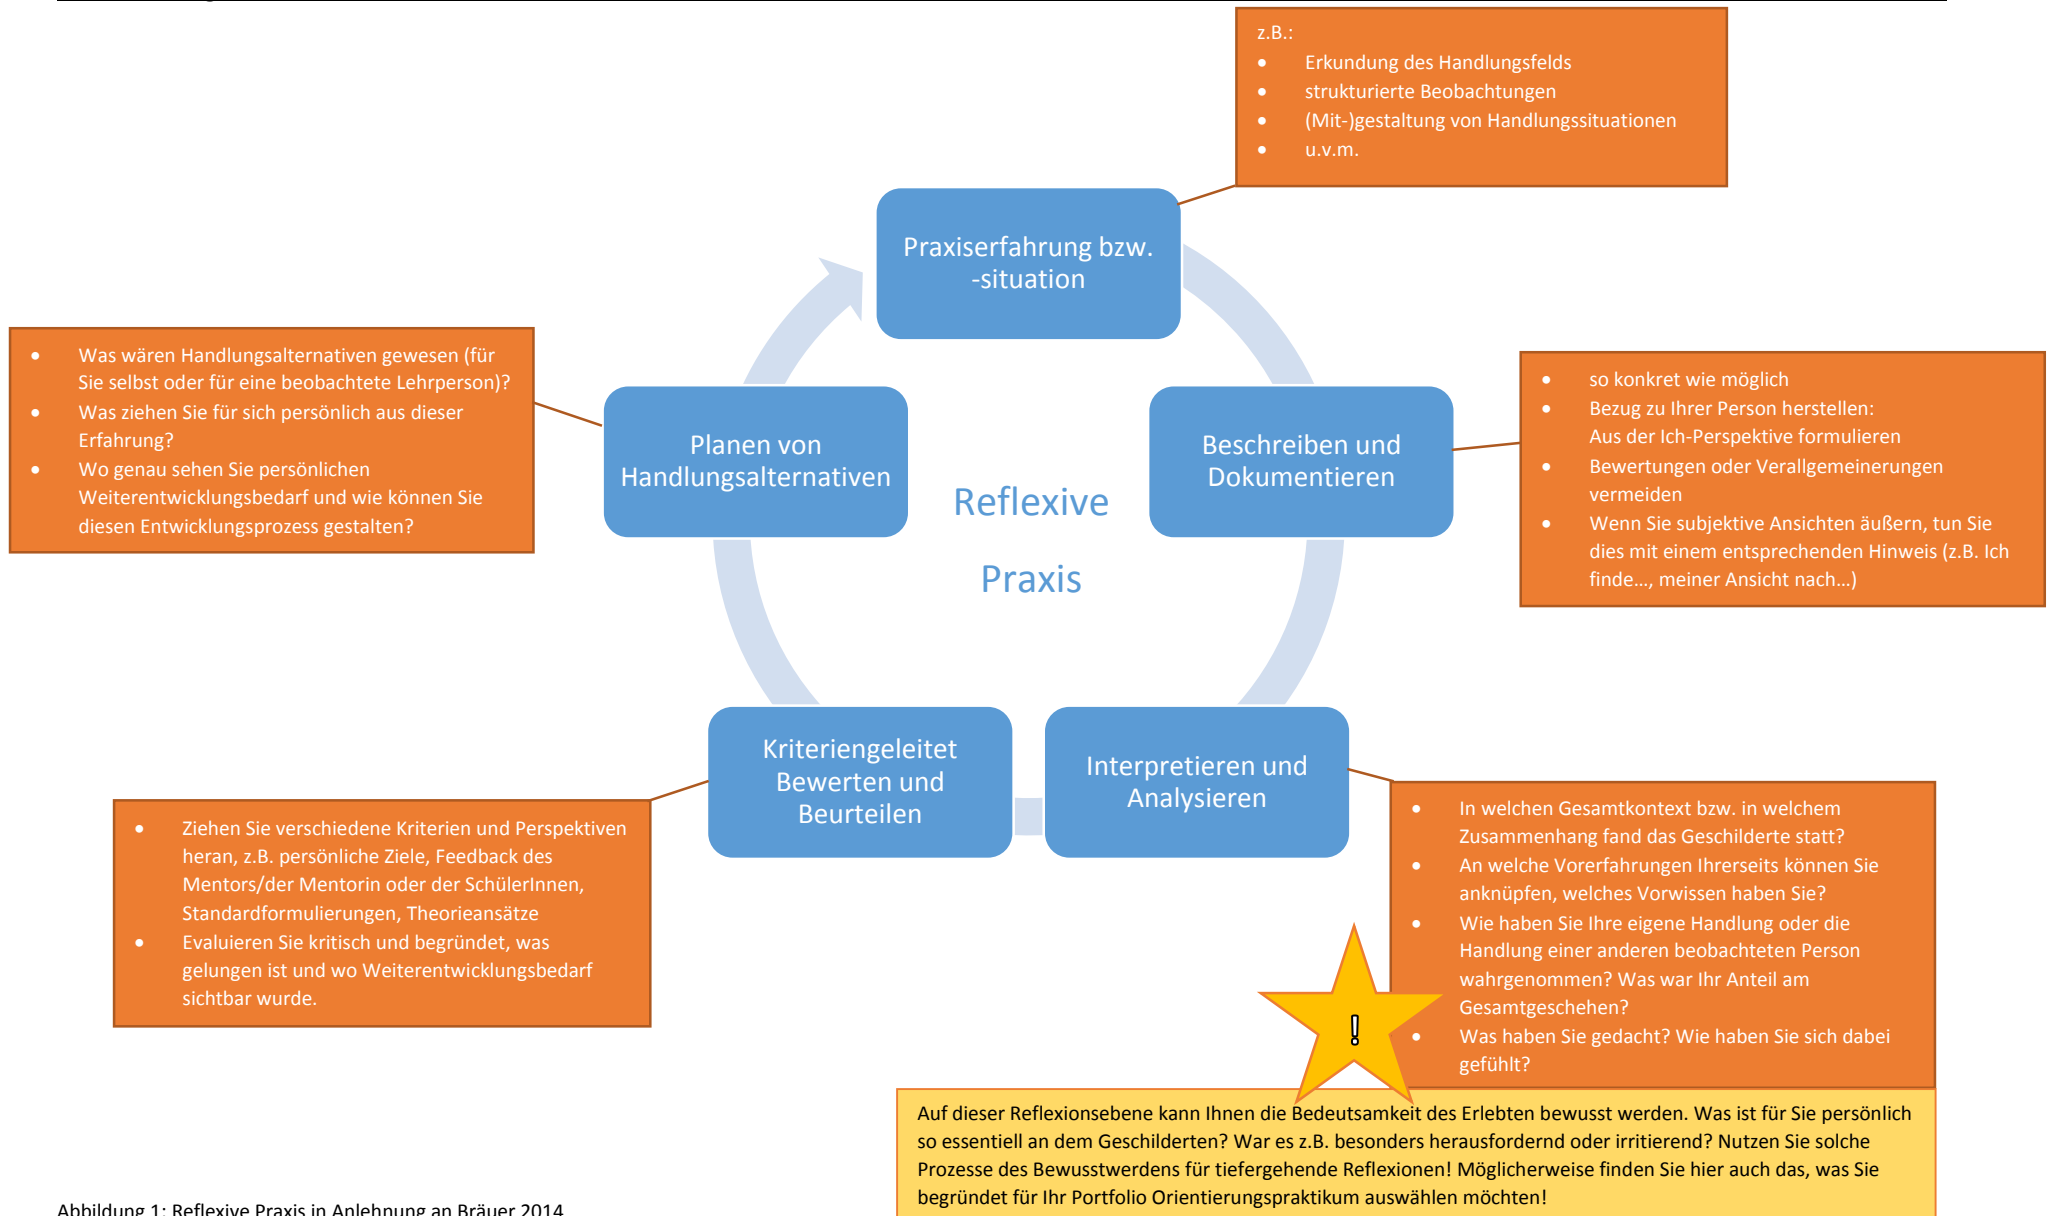 z.B.:
• Erkundung des Handlungsfelds
• strukturierte Beobachtungen
• (Mit-)gestaltung von Handlungssituationen
• u.v.m.
Praxiserfahrung bzw.
-situation
• so konkret wie möglich
• Bezug zu Ihrer Person herstellen:
Aus der Ich-Perspektive formulieren
• Bewertungen oder Verallgemeinerungen
vermeiden
• Wenn Sie subjektive Ansichten äußern, tun Sie
dies mit einem entsprechenden Hinweis (z.B. Ich
finde…, meiner Ansicht nach…)
Beschreiben und
Dokumentieren
• Was wären Handlungsalternativen gewesen (für
Sie selbst oder für eine beobachtete Lehrperson)?
• Was ziehen Sie für sich persönlich aus dieser
Erfahrung?
• Wo genau sehen Sie persönlichen
Weiterentwicklungsbedarf und wie können Sie
diesen Entwicklungsprozess gestalten?
Planen von
Handlungsalternativen
Reflexive
Praxis
Kriteriengeleitet
Bewerten und
Beurteilen
Interpretieren und
Analysieren
• Ziehen Sie verschiedene Kriterien und Perspektiven
heran, z.B. persönliche Ziele, Feedback des
Mentors/der Mentorin oder der SchülerInnen,
Standardformulierungen, Theorieansätze
• Evaluieren Sie kritisch und begründet, was
gelungen ist und wo Weiterentwicklungsbedarf
sichtbar wurde.
• In welchen Gesamtkontext bzw. in welchem
Zusammenhang fand das Geschilderte statt?
• An welche Vorerfahrungen Ihrerseits können Sie
anknüpfen, welches Vorwissen haben Sie?
• Wie haben Sie Ihre eigene Handlung oder die
Handlung einer anderen beobachteten Person
wahrgenommen? Was war Ihr Anteil am
Gesamtgeschehen?
• Was haben Sie gedacht? Wie haben Sie sich dabei
gefühlt?
!
Auf dieser Reflexionsebene kann Ihnen die Bedeutsamkeit des Erlebten bewusst werden. Was ist für Sie persönlich
so essentiell an dem Geschilderten? War es z.B. besonders herausfordernd oder irritierend? Nutzen Sie solche
Prozesse des Bewusstwerdens für tiefergehende Reflexionen! Möglicherweise finden Sie hier auch das, was Sie
begründet für Ihr Portfolio Orientierungspraktikum auswählen möchten!
Abbildung 1: Reflexive Praxis in Anlehnung an Bräuer 2014